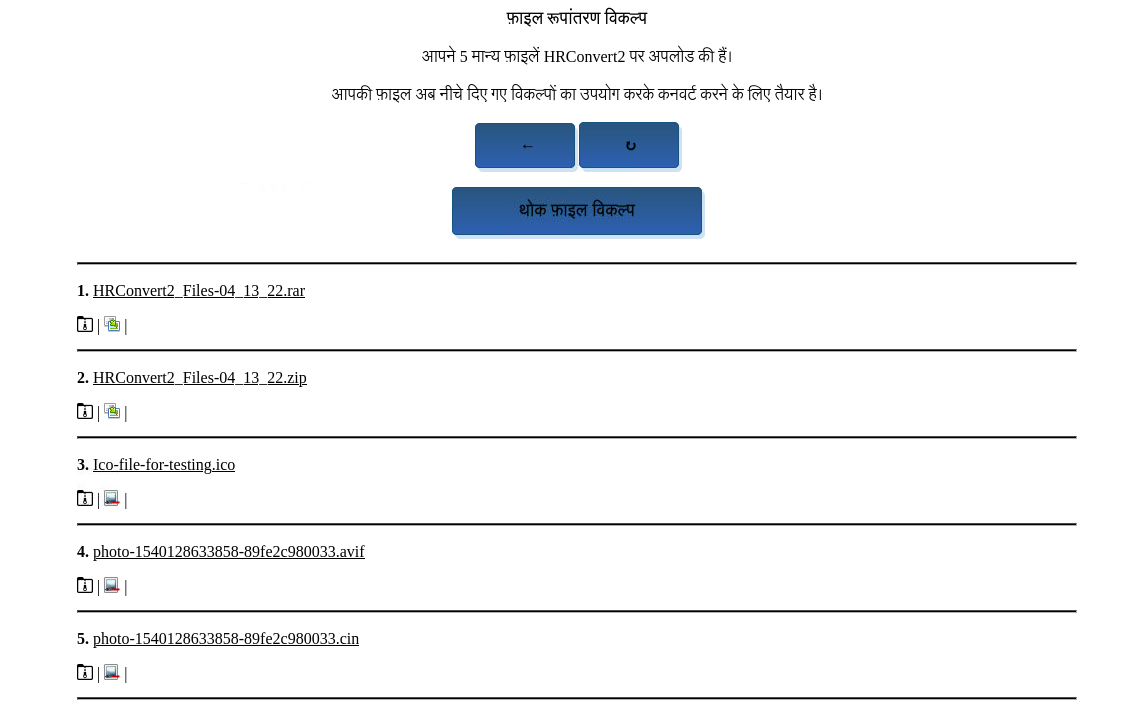 फ़ाइल रूपांतरण विकल्प
आपने 5 मान्य फ़ाइलें HRConvert2 पर अपलोड की हैं।
आपकी फ़ाइल अब नीचे दिए गए विकल्पों का उपयोग करके कनवर्ट करने के लिए तैयार है।
← ↻
थोक फ़ाइल विकल्प
1. HRConvert2_Files-04_13_22.rar
| |
2. HRConvert2_Files-04_13_22.zip
| |
3. Ico-file-for-testing.ico
| |
4. photo-1540128633858-89fe2c980033.avif
| |
5. photo-1540128633858-89fe2c980033.cin
| |